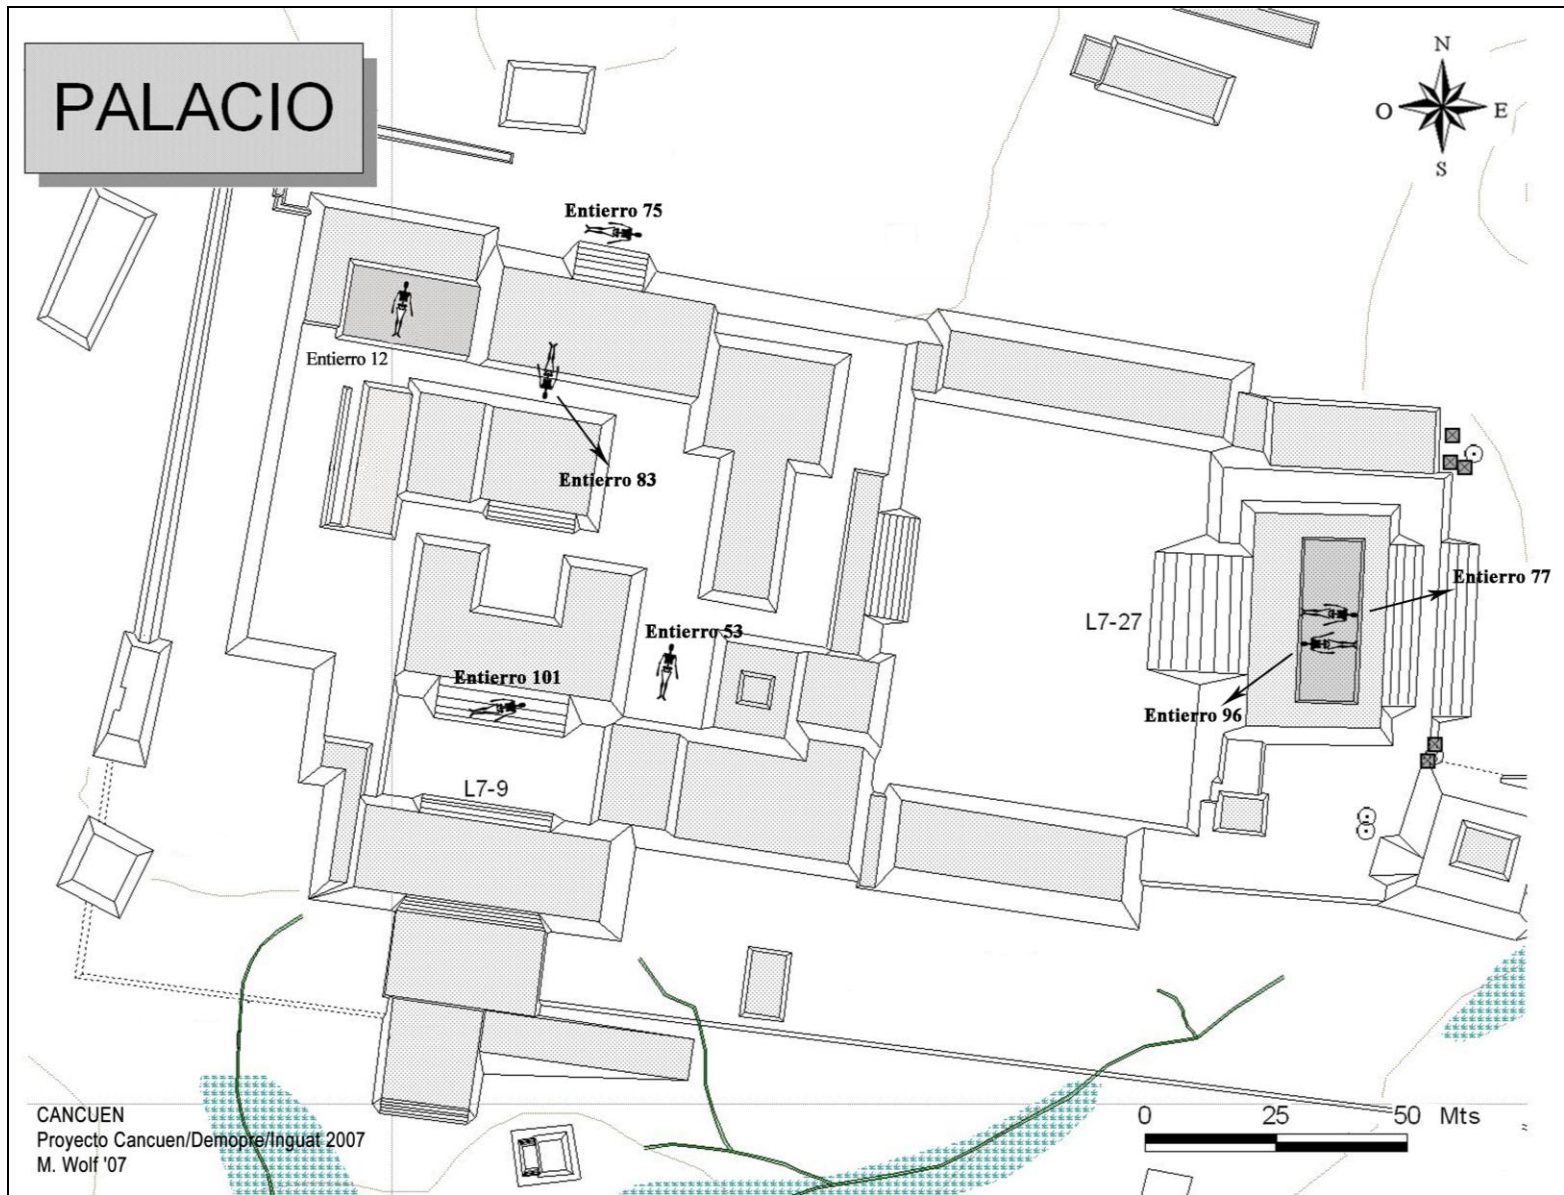 PALACIO
N
O E
S
Entierro 75
Entierro 12
Entierro 83
Entierro 77
L7-27
Entierro 53
Entierro 101
Entierro 96
L7-9
CANCUEN
Proyecto Cancuen/Demopre/Inguat 2007
M. Wolf '07
0 25 50 Mts